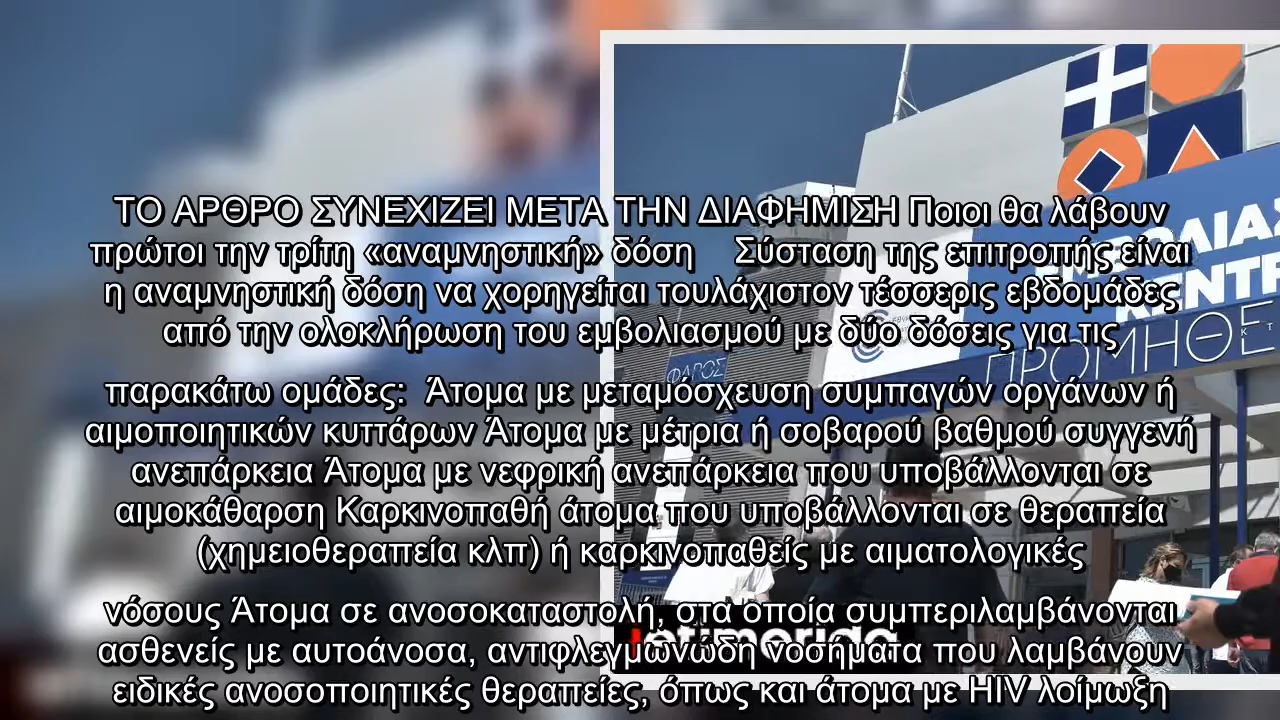 ΤΟ ΑΡΘΡΟ ΣΥΝΕΧΙΖΕΙ ΜΕΤΑ ΤΗΝ ΔΙΑΦΗΜΙΣΗ Ποιοι θα λάβουν
πρώτοι την τρίτη «αναμνηστική» δόση Σύσταση της επιτροπής είναι
η αναμνηστική δόση να χορηγείται τουλάχιστον τέσσερις εβδομάδες
από την ολοκλήρωση του εμβολιασμού με δύο δόσεις για τις
παρακάτω ομάδες: Άτομα με μεταμόσχευση συμπαγών οργάνων ή
αιμοποιητικών κυττάρων Άτομα με μέτρια ή σοβαρού βαθμού συγγενή
ανεπάρκεια Άτομα με νεφρική ανεπάρκεια που υποβάλλονται σε
αιμοκάθαρση Καρκινοπαθή άτομα που υποβάλλονται σε θεραπεία
(χημειοθεραπεία κλπ) ή καρκινοπαθείς με αιματολογικές
νόσους Άτομα σε ανοσοκαταστολή, στα οποία συμπεριλαμβάνονται
ασθενείς με αυτοάνοσα, αντιφλεγμωνώδη νοσήματα που λαμβάνουν
ειδικές ανοσοποιητικές θεραπείες, όπως και άτομα με HIV λοίμωξη
ΠΡΟΜΗΘΕ
ΦΑΡΟΣ